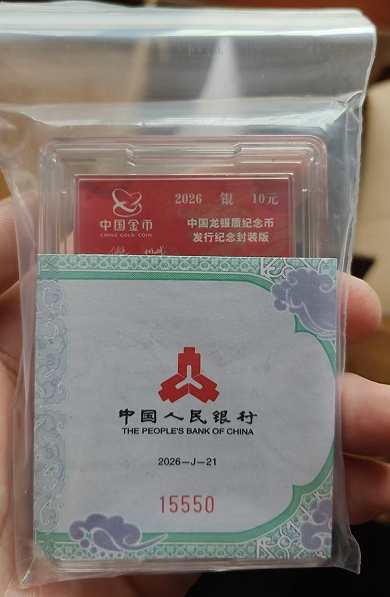 中国金币
CHINA GOLD COIN
2026 银 10元
中国龙银质纪念币
发行纪念封装版
中国人民银行
THE PEOPLE'S BANK OF CHINA
2026-J-21
15550